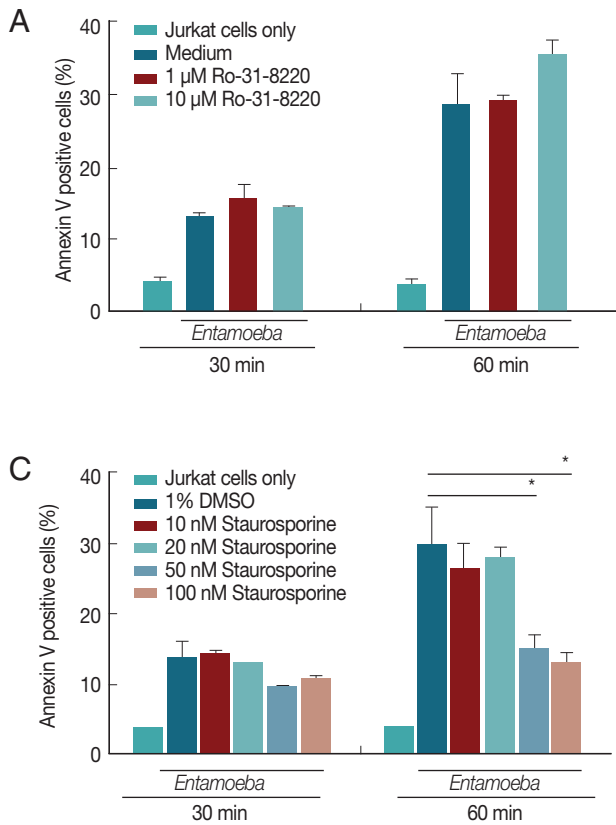 A
Annexin V positive cells (%)
40
30
20
10
0
Jurkat cells only
Medium
1 µM Ro-31-8220
10 µM Ro-31-8220
Entamoeba
Entamoeba
30 min
60 min
C
Annexin V positive cells (%)
40
30
20
10
0
Jurkat cells only
1% DMSO
10 nM Staurosporine
20 nM Staurosporine
50 nM Staurosporine
100 nM Staurosporine
*
*
Entamoeba
Entamoeba
30 min
60 min